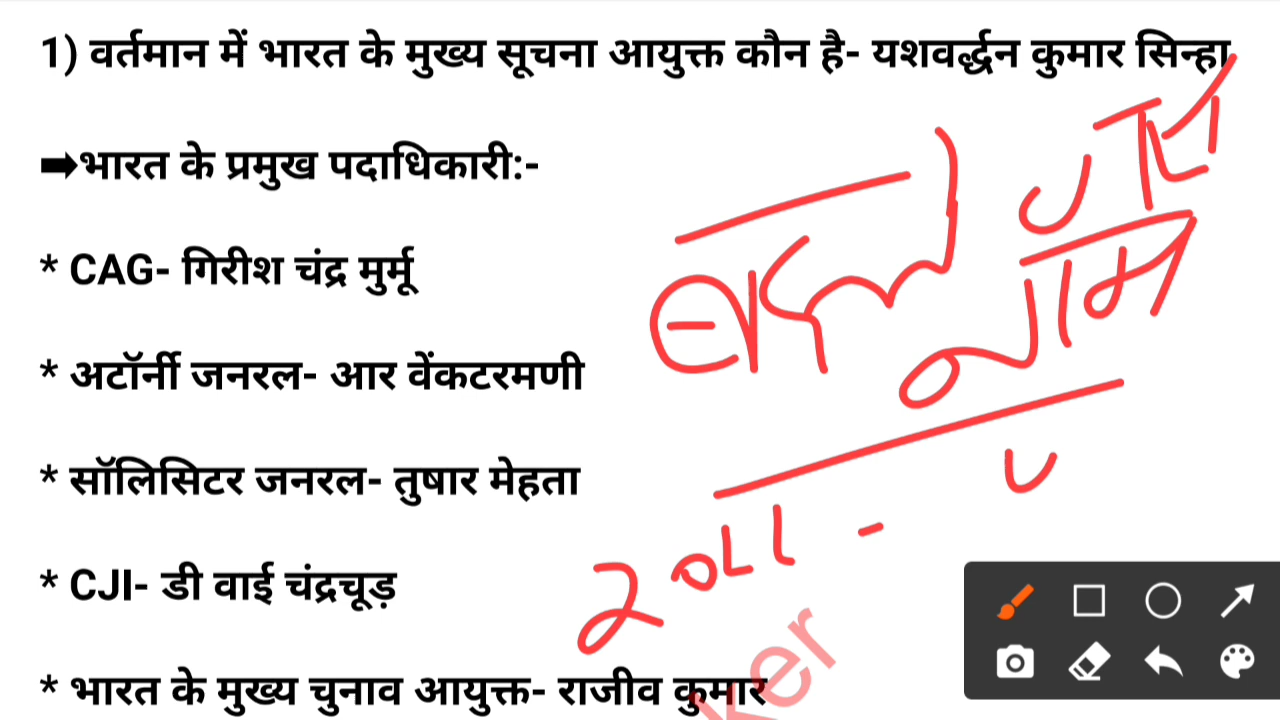 1) वर्तमान में भारत के मुख्य सूचना आयुक्त कौन है- यशवर्द्धन कुमार सिन्हा
➡भारत के प्रमुख पदाधिकारी:-
* CAG- गिरीश चंद्र मुर्मू
* अटॉर्नी जनरल- आर वेंकटरमणी
* सॉलिसिटर जनरल- तुषार मेहता
2011 -
* CJI- डी वाई चंद्रचूड़
* भारत के मुख्य चुनाव आयुक्त- राजीव कुमार
ker